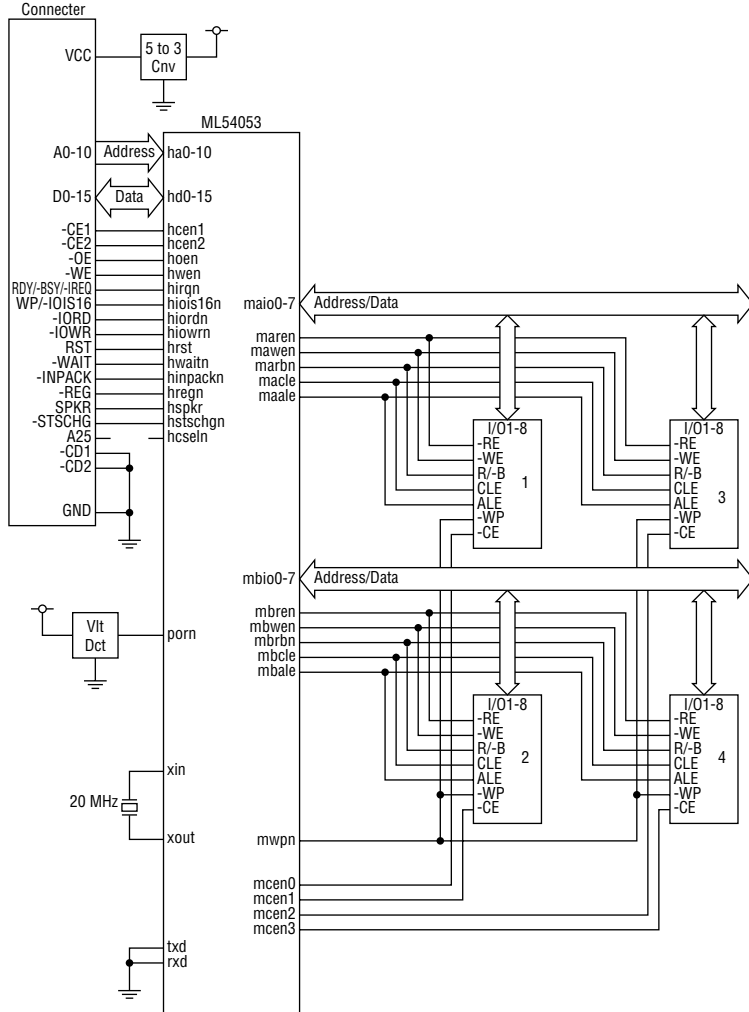 Connecter
VCC
5 to 3
Cnv
ML54053
A0-10 Address ha0-10
D0-15 Data hd0-15
-CE1 hcen1
-CE2 hcen2
-OE hoen
-WE hwen
RDY/-BSY/-IREQ hirqn
WP/-IOIS16 hiois16n
-IORD hiordn
-IOWR hiowrn
RST hrst
-WAIT hwaitn
-INPACK hinpackn
-REG hregn
SPKR hspkr
-STSCHG hstschgn
A25 hcseln
-CD1
-CD2
GND
maio0-7 Address/Data
maren
mawen
marbn
macle
maale
I/O1-8
-RE
-WE
R/-B
CLE
ALE
-WP
-CE
1
I/O1-8
-RE
-WE
R/-B
CLE
ALE
-WP
-CE
3
mbio0-7 Address/Data
mbren
mbwen
mbrbn
mbcle
mbale
Vlt
Dct
porn
I/O1-8
-RE
-WE
R/-B
CLE
ALE
-WP
-CE
2
I/O1-8
-RE
-WE
R/-B
CLE
ALE
-WP
-CE
4
xin
20 MHz
xout
mwpn
mcen0
mcen1
mcen2
mcen3
txd
rxd